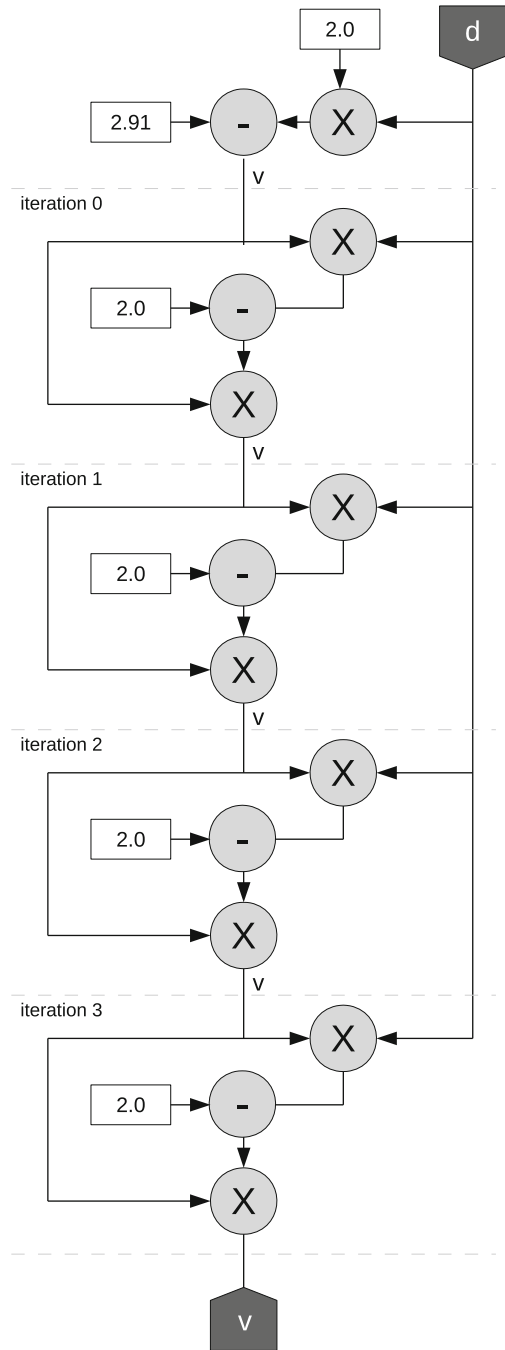 2.0
d
2.91
-
X
v
iteration 0
X
2.0
-
X
v
iteration 1
X
2.0
-
X
v
iteration 2
X
2.0
-
X
v
iteration 3
X
2.0
-
X
v